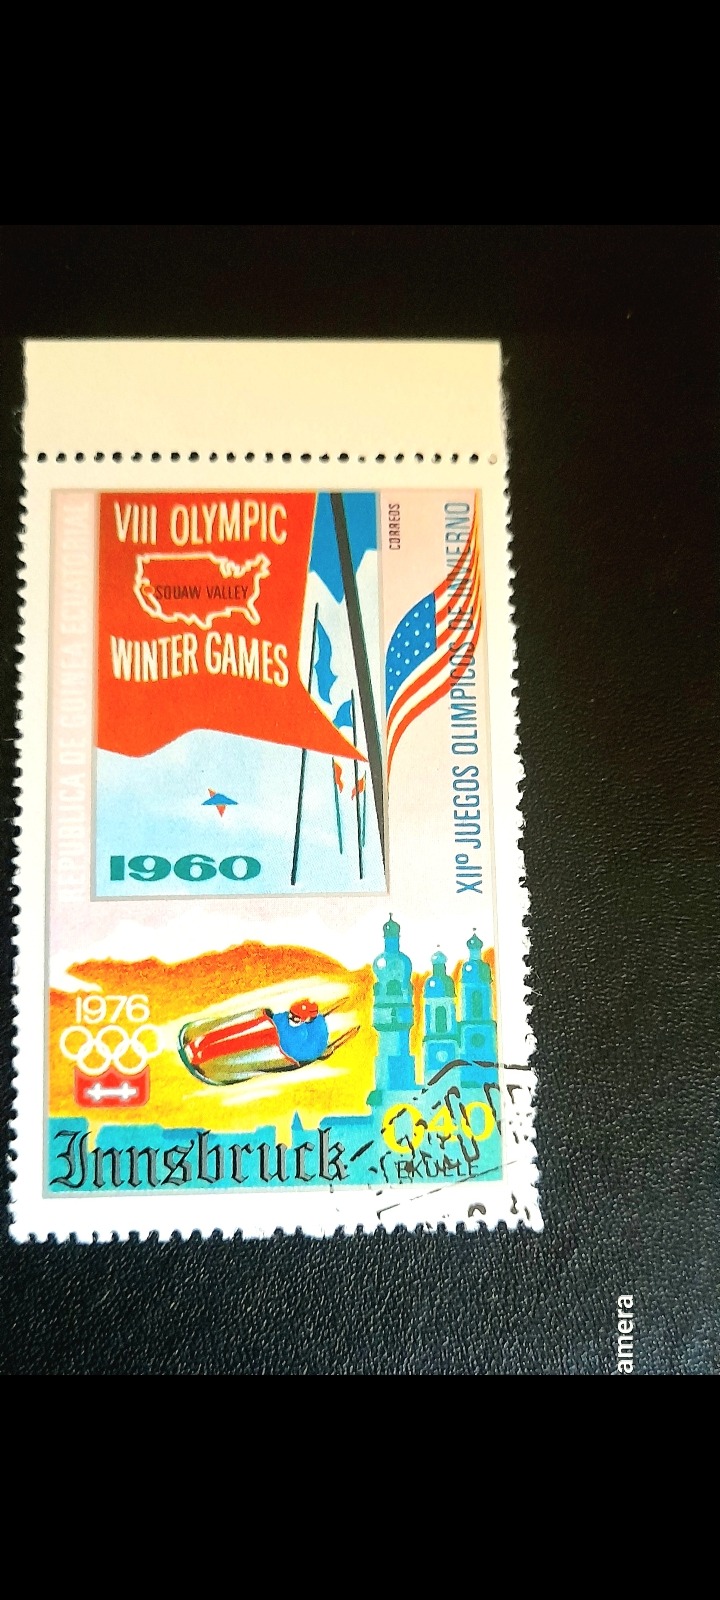 REPUBLICA DE GUINEA ECUATORIAL
VIII OLYMPIC
SQUAW VALLEY
WINTER GAMES
1960
CORREOS
XIIº JUEGOS OLIMPICOS DE INVIERNO
1976
Innsbruck
0,40
EKUELE
amera